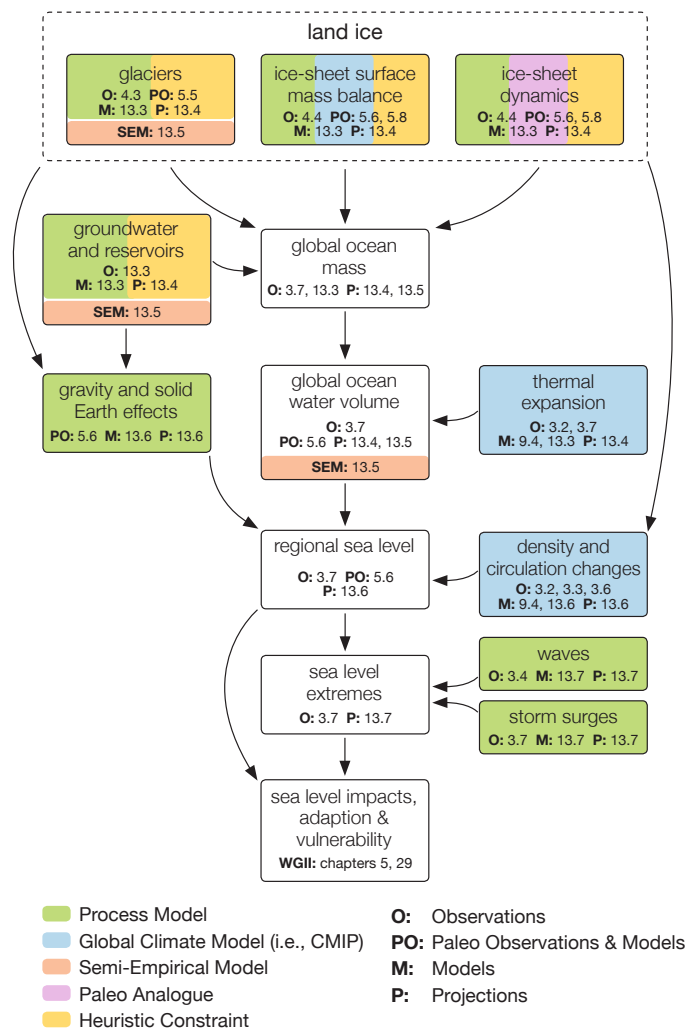 land ice
glaciers
O: 4.3 PO: 5.5
M: 13.3 P: 13.4
SEM: 13.5
ice-sheet surface
mass balance
O: 4.4 PO: 5.6, 5.8
M: 13.3 P: 13.4
ice-sheet
dynamics
O: 4.4 PO: 5.6, 5.8
M: 13.3 P: 13.4
groundwater
and reservoirs
O: 13.3
M: 13.3 P: 13.4
SEM: 13.5
global ocean
mass
O: 3.7, 13.3 P: 13.4, 13.5
gravity and solid
Earth effects
PO: 5.6 M: 13.6 P: 13.6
global ocean
water volume
O: 3.7
PO: 5.6 P: 13.4, 13.5
SEM: 13.5
thermal
expansion
O: 3.2, 3.7
M: 9.4, 13.3 P: 13.4
regional sea level
O: 3.7 PO: 5.6
P: 13.6
density and
circulation changes
O: 3.2, 3.3, 3.6
M: 9.4, 13.6 P: 13.6
sea level
extremes
O: 3.7 P: 13.7
waves
O: 3.4 M: 13.7 P: 13.7
storm surges
O: 3.7 M: 13.7 P: 13.7
sea level impacts,
adaption &
vulnerability
WGII: chapters 5, 29
Process Model
Global Climate Model (i.e., CMIP)
Semi-Empirical Model
Paleo Analogue
Heuristic Constraint
O: Observations
PO: Paleo Observations & Models
M: Models
P: Projections